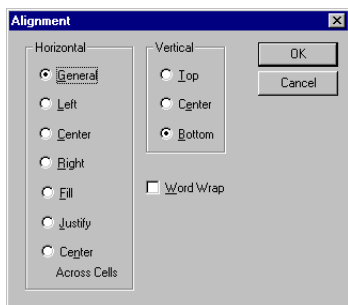 Alignment
Horizontal
General
Left
Center
Right
Fill
Justify
Center
Across Cells
Vertical
Top
Center
Bottom
Word Wrap
OK
Cancel